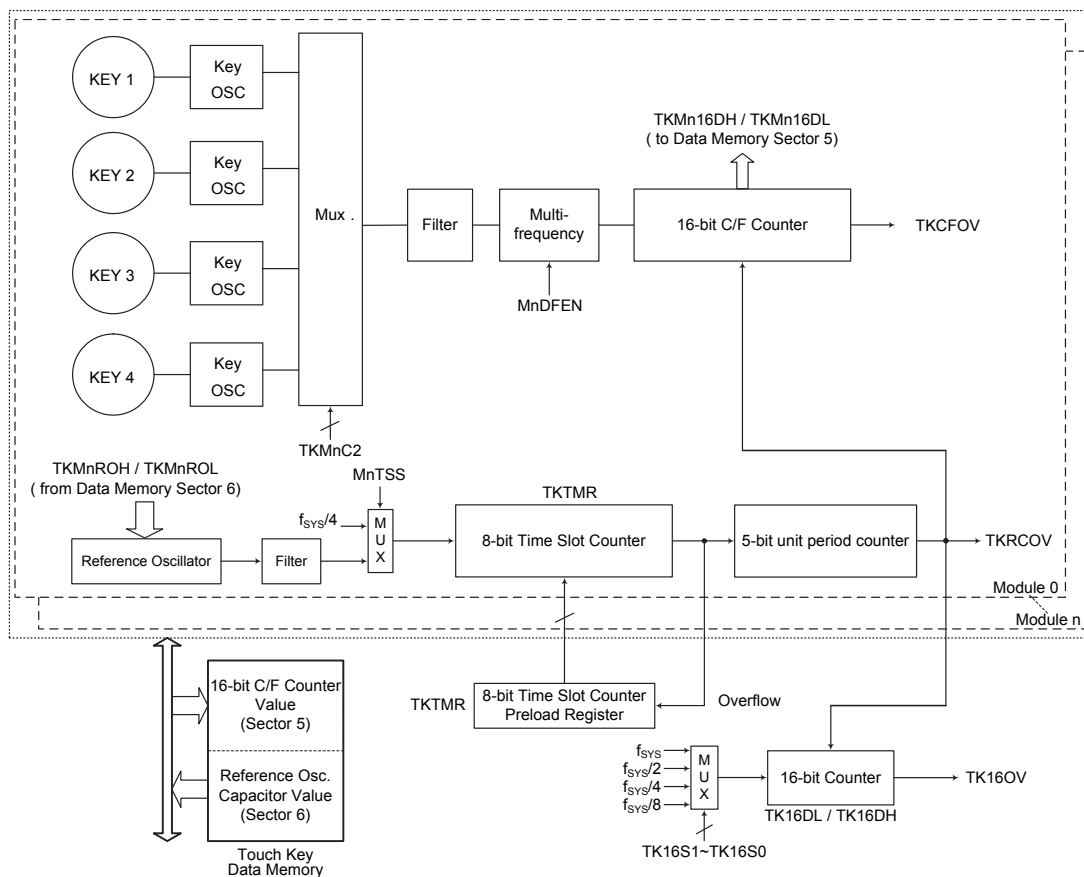 KEY 1
Key
OSC
KEY 2
Key
OSC
KEY 3
Key
OSC
KEY 4
Key
OSC
Mux .
TKMnC2
Filter
Multi-
frequency
MnDFEN
TKMn16DH / TKMn16DL
( to Data Memory Sector 5)
16-bit C/F Counter
TKCFOV
TKMnROH / TKMnROL
( from Data Memory Sector 6)
Reference Oscillator
Filter
MnTSS
fSYS/4
M
U
X
TKTMR
8-bit Time Slot Counter
5-bit unit period counter
TKRCOV
Module 0
Module n
TKTMR
8-bit Time Slot Counter
Preload Register
Overflow
16-bit C/F Counter
Value
(Sector 5)
Reference Osc.
Capacitor Value
(Sector 6)
Touch Key
Data Memory
fSYS
fSYS/2
fSYS/4
fSYS/8
M
U
X
TK16S1~TK16S0
16-bit Counter
TK16DL / TK16DH
TK16OV